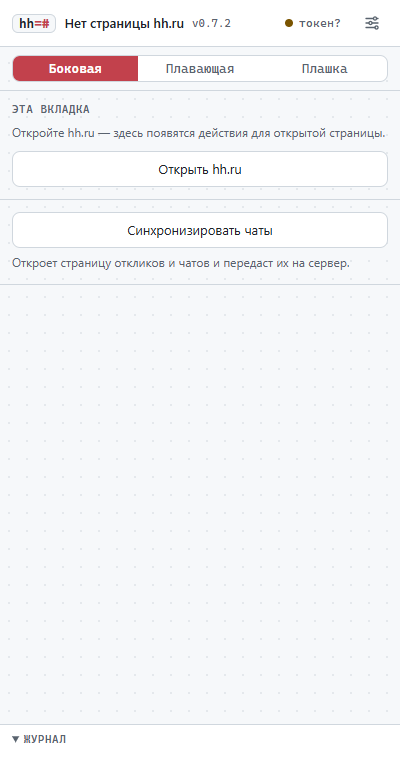 hh=# Нет страницы hh.ru v0.7.2 токен?
Боковая Плавающая Плашка
ЭТА ВКЛАДКА
Откройте hh.ru — здесь появятся действия для открытой страницы.
Открыть hh.ru
Синхронизировать чаты
Откроет страницу откликов и чатов и передаст их на сервер.
ЖУРНАЛ